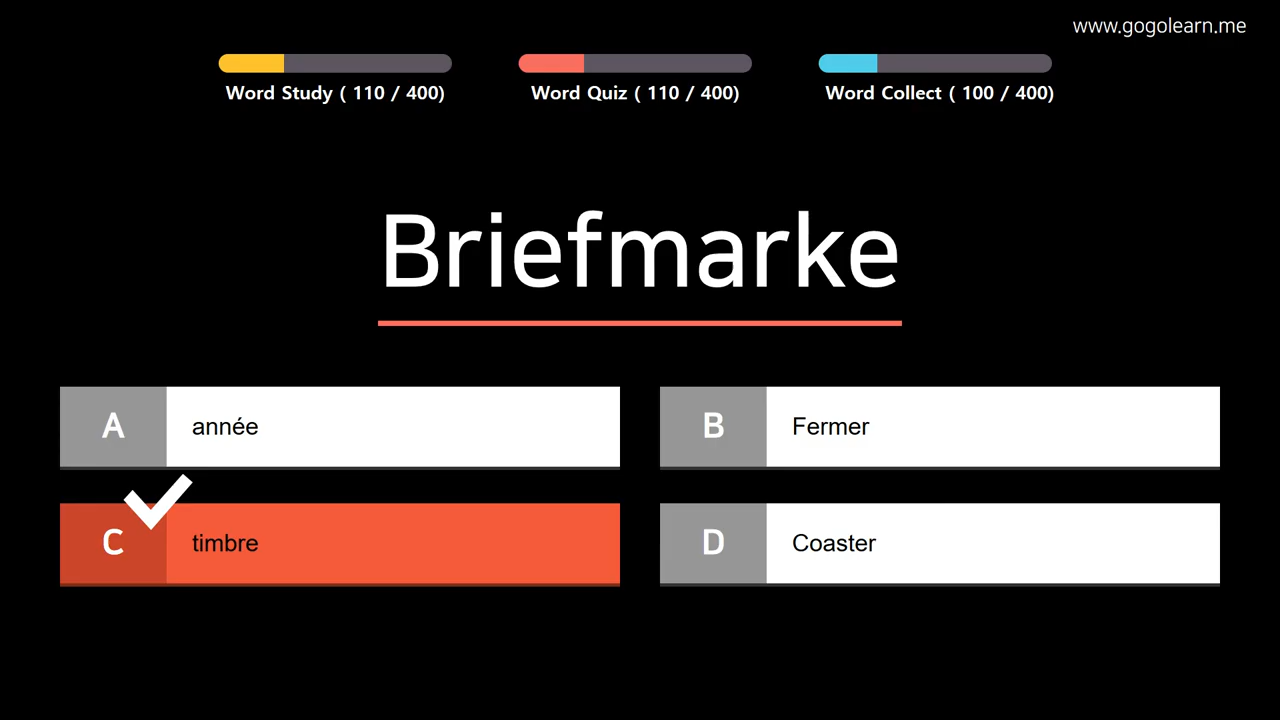 www.gogolearn.me
Word Study ( 110 / 400)
Word Quiz ( 110 / 400)
Word Collect ( 100 / 400)
Briefmarke
A
année
B
Fermer
C
timbre
D
Coaster